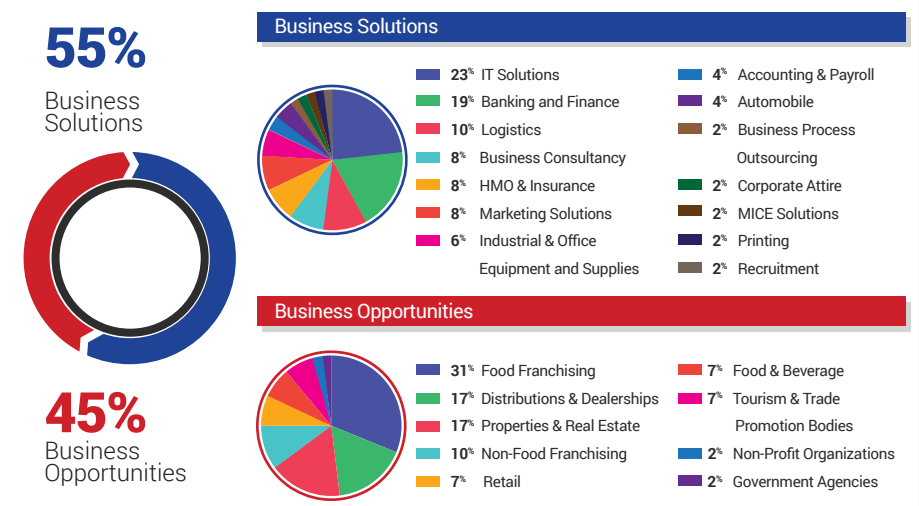 55%
Business
Solutions
45%
Business
Opportunities
Business Solutions
23% IT Solutions
19% Banking and Finance
10% Logistics
8% Business Consultancy
8% HMO & Insurance
8% Marketing Solutions
6% Industrial & Office
Equipment and Supplies
4% Accounting & Payroll
4% Automobile
2% Business Process
Outsourcing
2% Corporate Attire
2% MICE Solutions
2% Printing
2% Recruitment
Business Opportunities
31% Food Franchising
17% Distributions & Dealerships
17% Properties & Real Estate
10% Non-Food Franchising
7% Retail
7% Food & Beverage
7% Tourism & Trade
Promotion Bodies
2% Non-Profit Organizations
2% Government Agencies